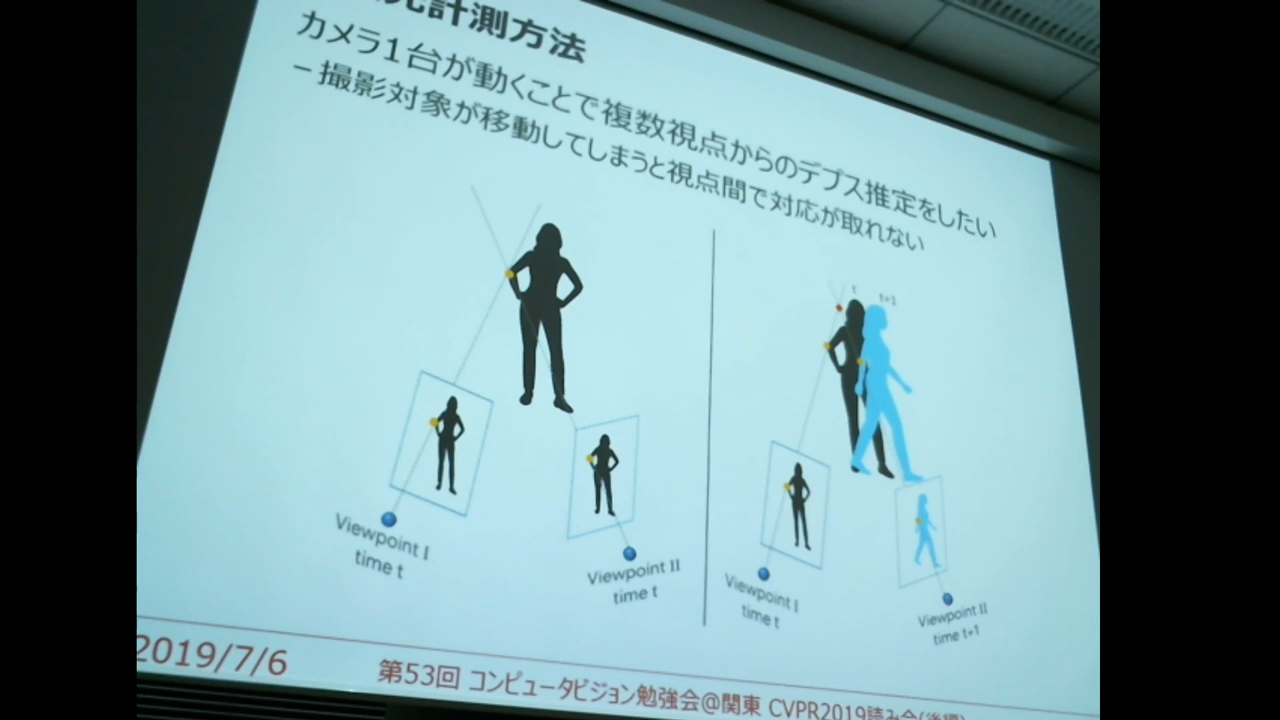 計測方法
カメラ1台が動くことで複数視点からのデプス推定をしたい
－撮影対象が移動してしまうと視点間で対応が取れない
t
t+1
Viewpoint I
time t
Viewpoint II
time t
Viewpoint I
time t
Viewpoint II
time t+1
2019/7/6
第53回 コンピュータビジョン勉強会@関東 CVPR2019読み会(後編)